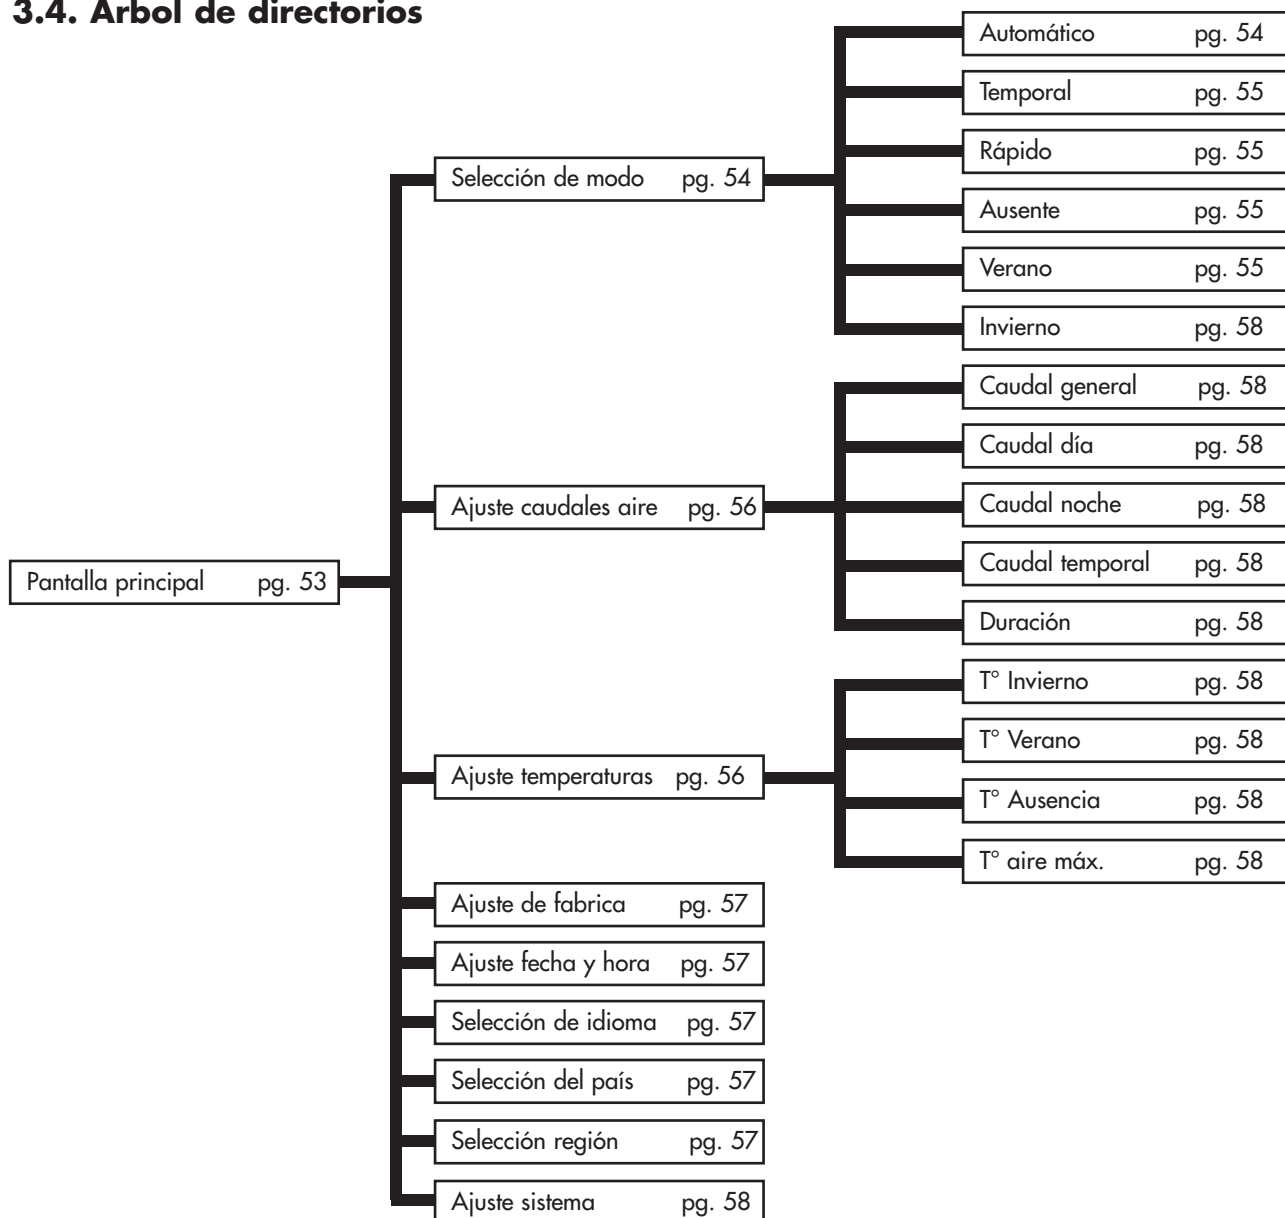 3.4. Arbol de directorios
Automático pg. 54
Temporal pg. 55
Rápido pg. 55
Selección de modo pg. 54
Ausente pg. 55
Verano pg. 55
Invierno pg. 58
Caudal general pg. 58
Caudal día pg. 58
Ajuste caudales aire pg. 56
Caudal noche pg. 58
Caudal temporal pg. 58
Pantalla principal pg. 53
Duración pg. 58
T° Invierno pg. 58
T° Verano pg. 58
Ajuste temperaturas pg. 56
T° Ausencia pg. 58
T° aire máx. pg. 58
Ajuste de fabrica pg. 57
Ajuste fecha y hora pg. 57
Selección de idioma pg. 57
Selección del país pg. 57
Selección región pg. 57
Ajuste sistema pg. 58